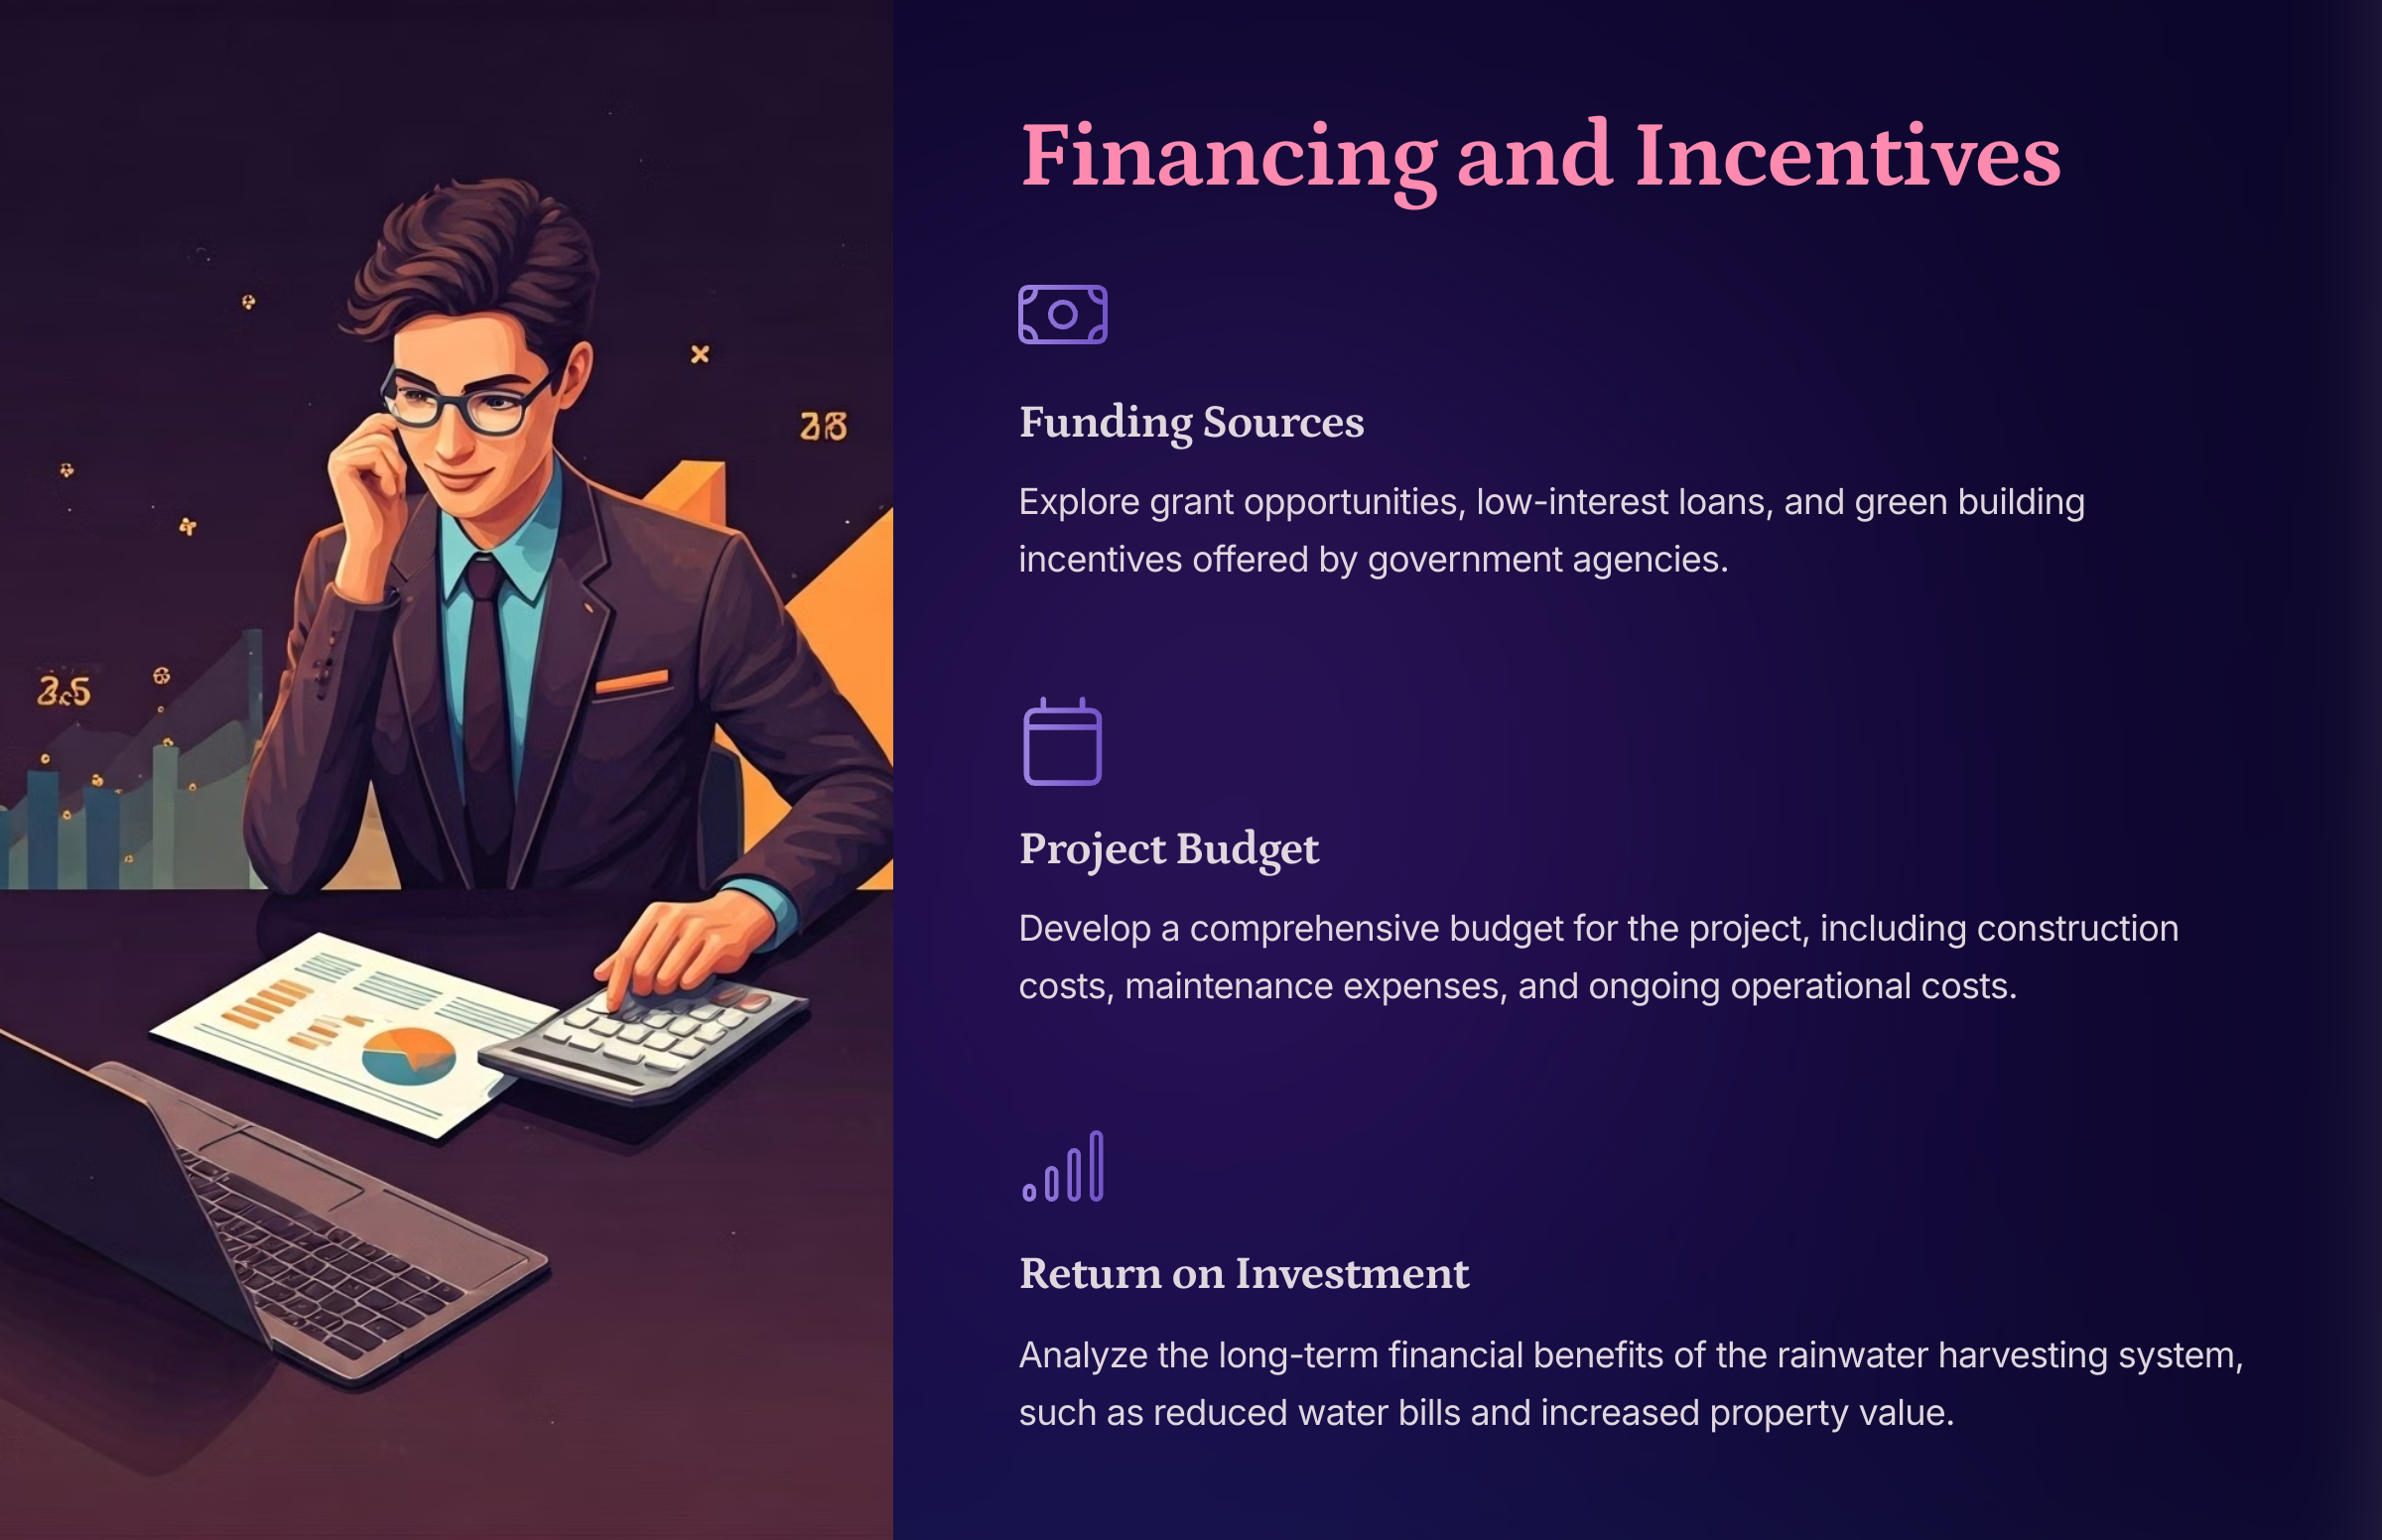 Financing and Incentives
Funding Sources
Explore grant opportunities, low-interest loans, and green building
incentives offered by government agencies.
Project Budget
Develop a comprehensive budget for the project, including construction
costs, maintenance expenses, and ongoing operational costs.
Return on Investment
Analyze the long-term financial benefits of the rainwater harvesting system,
such as reduced water bills and increased property value.